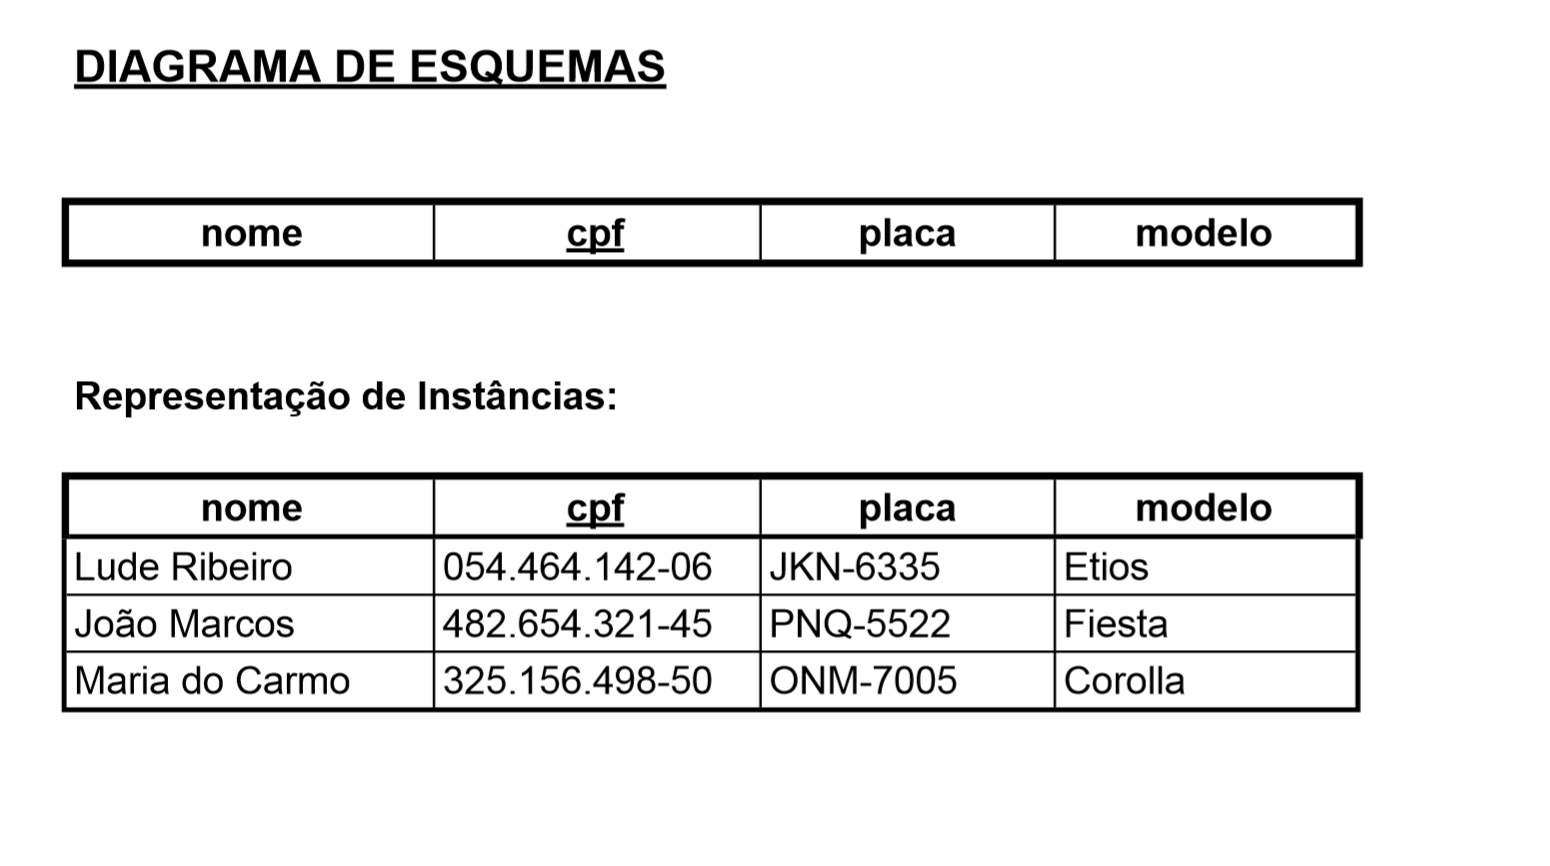 DIAGRAMA DE ESQUEMAS
nome cpf placa modelo
Representação de Instâncias:
nome cpf placa modelo
Lude Ribeiro 054.464.142-06 JKN-6335 Etios
João Marcos 482.654.321-45 PNQ-5522 Fiesta
Maria do Carmo 325.156.498-50 ONM-7005 Corolla